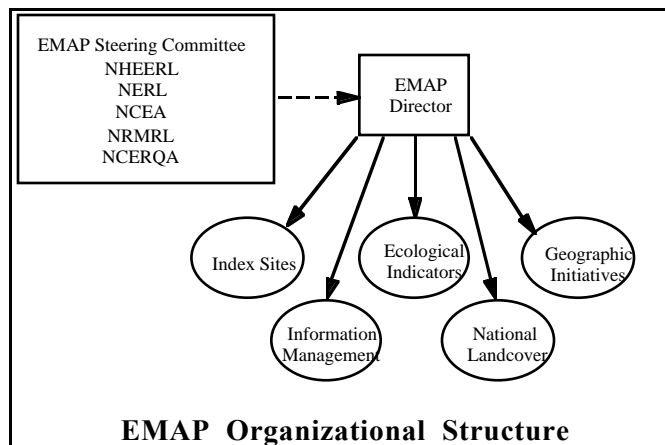 EMAP Steering Committee
NHEERL
NERL
NCEA
NRMRL
NCERQA
EMAP
Director
Index Sites
Ecological
Indicators
Geographic
Initiatives
Information
Management
National
Landcover
EMAP Organizational Structure